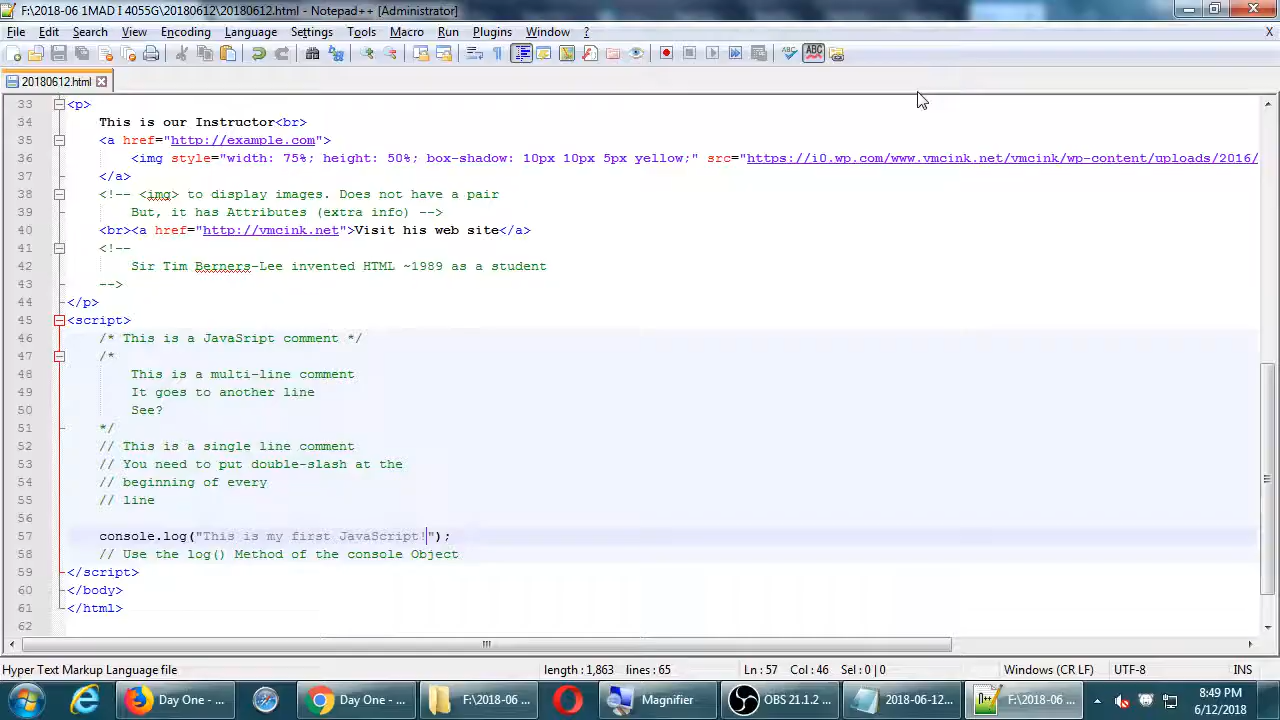 F:\2018-06 1MAD I 4055G\20180612\20180612.html - Notepad++ [Administrator]
File Edit Search View Encoding Language Settings Tools Macro Run Plugins Window ? X
20180612.html
33 <p>
34 This is our Instructor<br>
35 <a href="http://example.com">
36 <img style="width: 75%; height: 50%; box-shadow: 10px 10px 5px yellow;" src="https://i0.wp.com/www.vmcink.net/vmcink/wp-content/uploads/2016/
37 </a>
38 <!-- <img> to display images. Does not have a pair
39 But, it has Attributes (extra info) -->
40 <br><a href="http://vmcink.net">Visit his web site</a>
41 <!--
42 Sir Tim Berners-Lee invented HTML ~1989 as a student
43 -->
44 </p>
45 <script>
46 /* This is a JavaSript comment */
47 /*
48 This is a multi-line comment
49 It goes to another line
50 See?
51 */
52 // This is a single line comment
53 // You need to put double-slash at the
54 // beginning of every
55 // line
56
57 console.log("This is my first JavaScript!");
58 // Use the log() Method of the console Object
59 </script>
60 </body>
61 </html>
62
Hyper Text Markup Language file length : 1,863 lines : 65 Ln : 57 Col : 46 Sel : 0 | 0 Windows (CR LF) UTF-8 INS
Day One - ... Day One - ... F:\2018-06 ... Magnifier OBS 21.1.2 ... 2018-06-12... F:\2018-06 ... 8:49 PM
6/12/2018